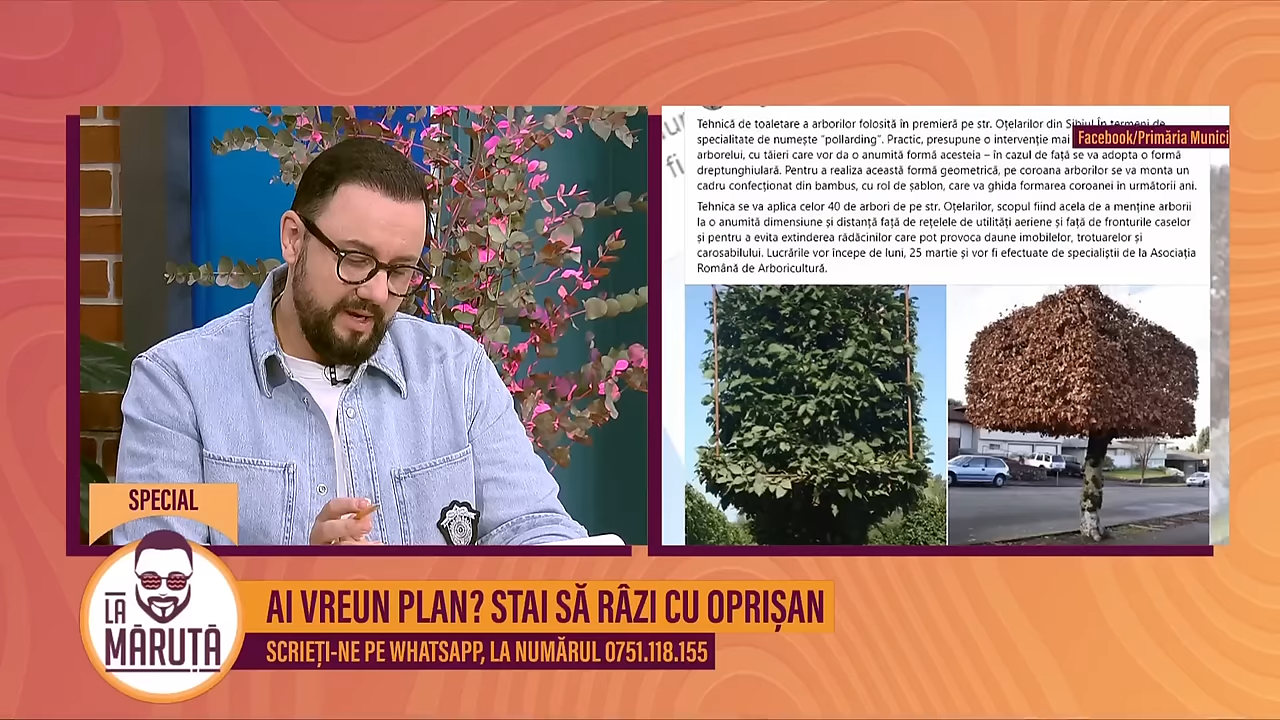 Tehnică de toaletare a arborilor folosită în premieră pe str. Oțelarilor din Sibiu! În termeni de
specialitate de numește "pollarding". Practic, presupune o intervenție mai
arborelui, cu tăieri care vor da o anumită formă acesteia – în cazul de față se va adopta o formă
dreptunghiulară. Pentru a realiza această formă geometrică, pe coroana arborilor se va monta un
cadru confecționat din bambus, cu rol de șablon, care va ghida formarea coroanei în următorii ani.
Tehnica se va aplica celor 40 de arbori de pe str. Oțelarilor, scopul fiind acela de a menține arborii
la o anumită dimensiune și distanță față de rețelele de utilități aeriene și față de fronturile caselor
și pentru a evita extinderea rădăcinilor care pot provoca daune imobilelor, trotuarelor și
carosabilului. Lucrările vor începe de luni, 25 martie și vor fi efectuate de specialiștii de la Asociația
Română de Arboricultură.
Facebook/Primăria Munici
SPECIAL
LA
MĂRUȚĂ
AI VREUN PLAN? STAI SĂ RÂZI CU OPRIȘAN
SCRIEȚI-NE PE WHATSAPP, LA NUMĂRUL 0751.118.155